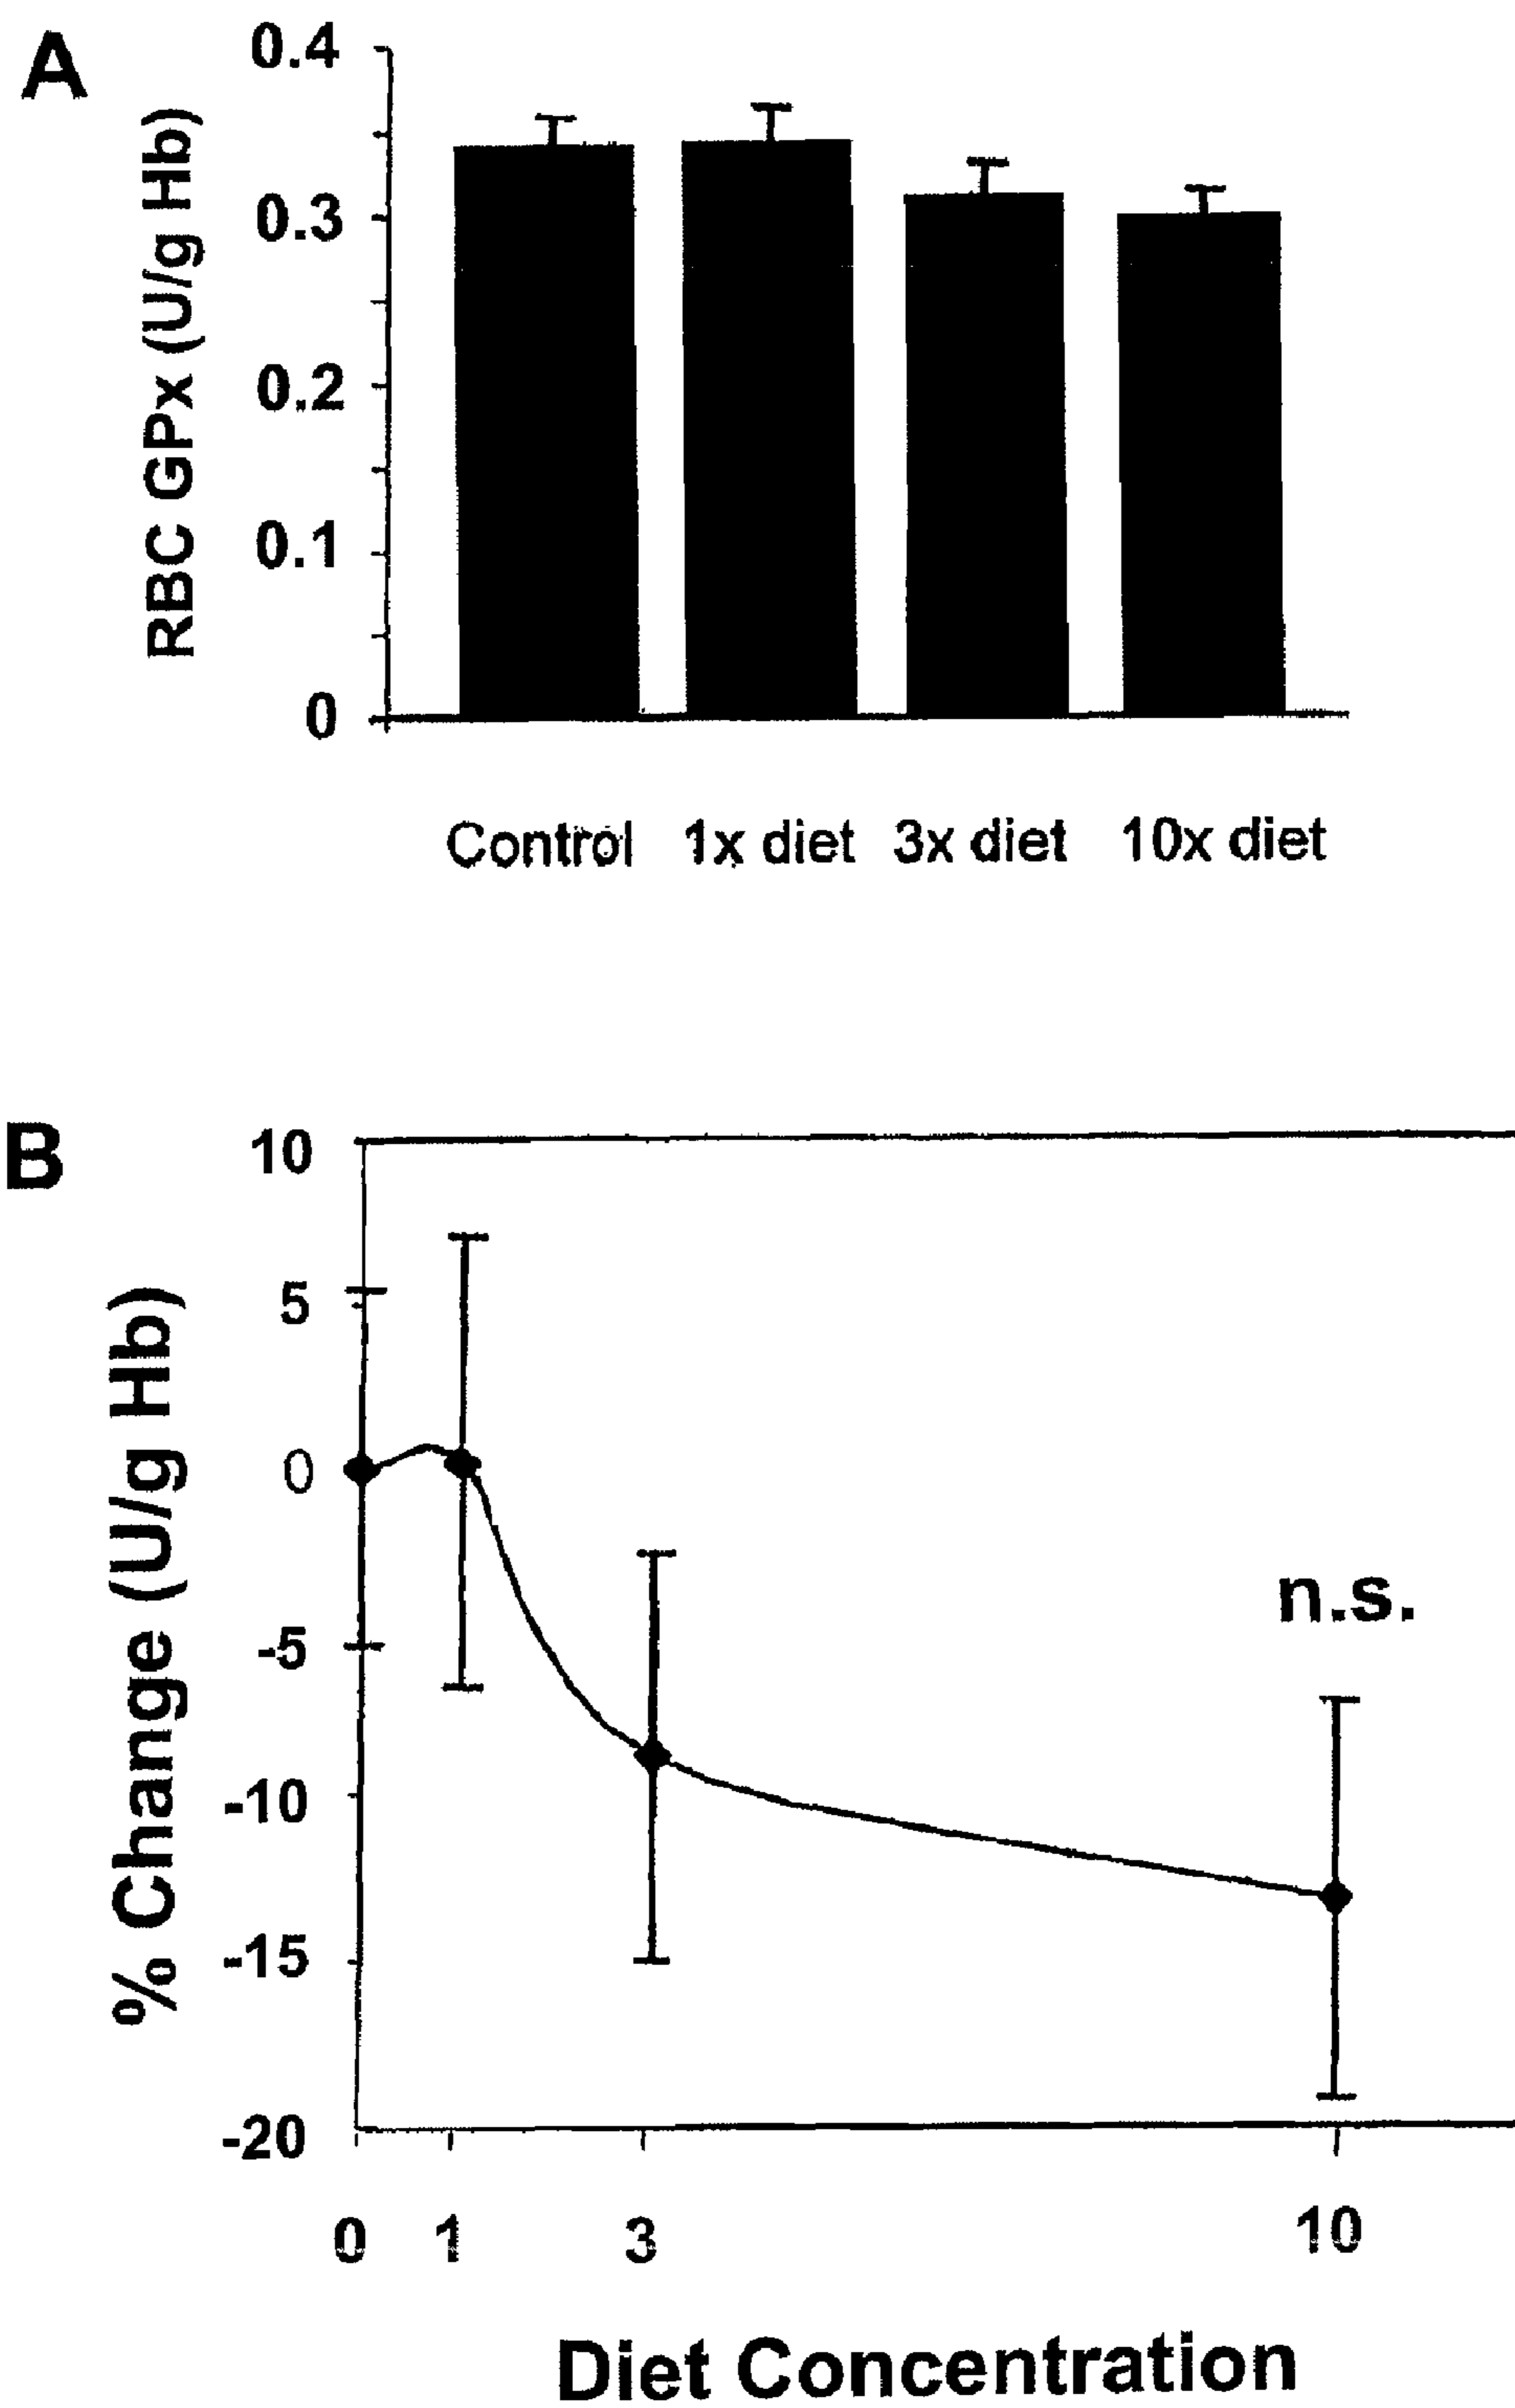 A
RBC GPx (U/g Hb)
0.4
0.3
0.2
0.1
0
Control 1x diet 3x diet 10x diet
B
% Change (U/g Hb)
10
5
0
-5
-10
-15
-20
n.s.
0 1 3 10
Diet Concentration